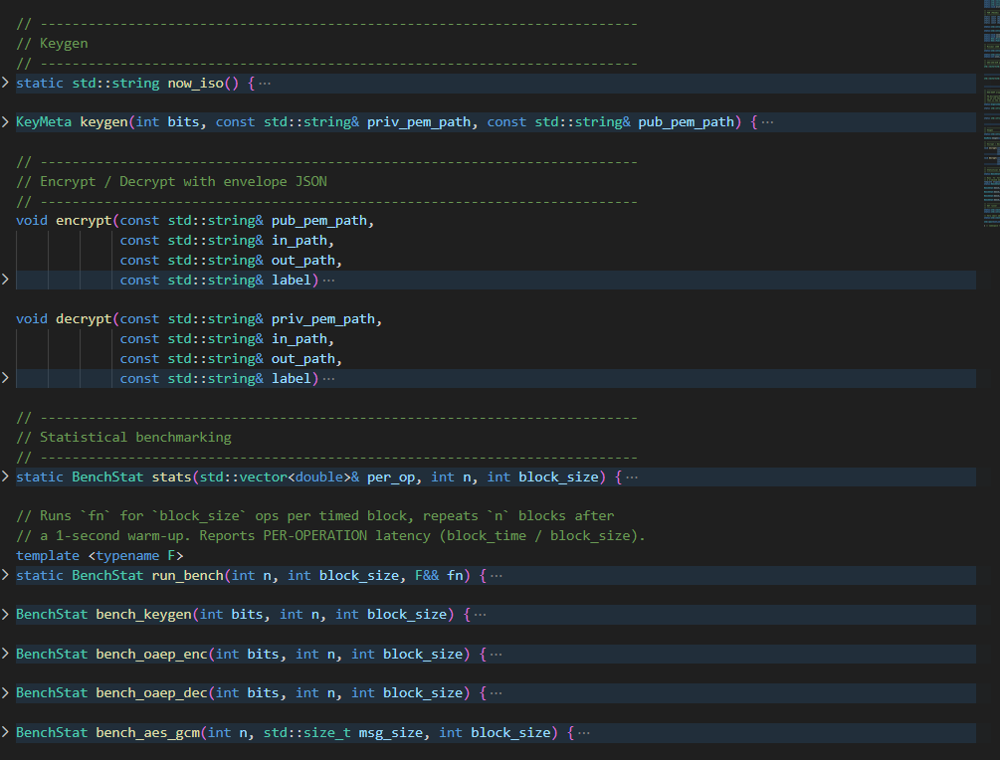 // ---------------------------------------------------------------------------
// Keygen
// ---------------------------------------------------------------------------
static std::string now_iso() { ···
KeyMeta keygen(int bits, const std::string& priv_pem_path, const std::string& pub_pem_path) { ···
// ---------------------------------------------------------------------------
// Encrypt / Decrypt with envelope JSON
// ---------------------------------------------------------------------------
void encrypt(const std::string& pub_pem_path,
             const std::string& in_path,
             const std::string& out_path,
             const std::string& label) ···
void decrypt(const std::string& priv_pem_path,
             const std::string& in_path,
             const std::string& out_path,
             const std::string& label) ···
// ---------------------------------------------------------------------------
// Statistical benchmarking
// ---------------------------------------------------------------------------
static BenchStat stats(std::vector<double>& per_op, int n, int block_size) { ···
// Runs `fn` for `block_size` ops per timed block, repeats `n` blocks after
// a 1-second warm-up. Reports PER-OPERATION latency (block_time / block_size).
template <typename F>
static BenchStat run_bench(int n, int block_size, F&& fn) { ···
BenchStat bench_keygen(int bits, int n, int block_size) { ···
BenchStat bench_oaep_enc(int bits, int n, int block_size) { ···
BenchStat bench_oaep_dec(int bits, int n, int block_size) { ···
BenchStat bench_aes_gcm(int n, std::size_t msg_size, int block_size) { ···